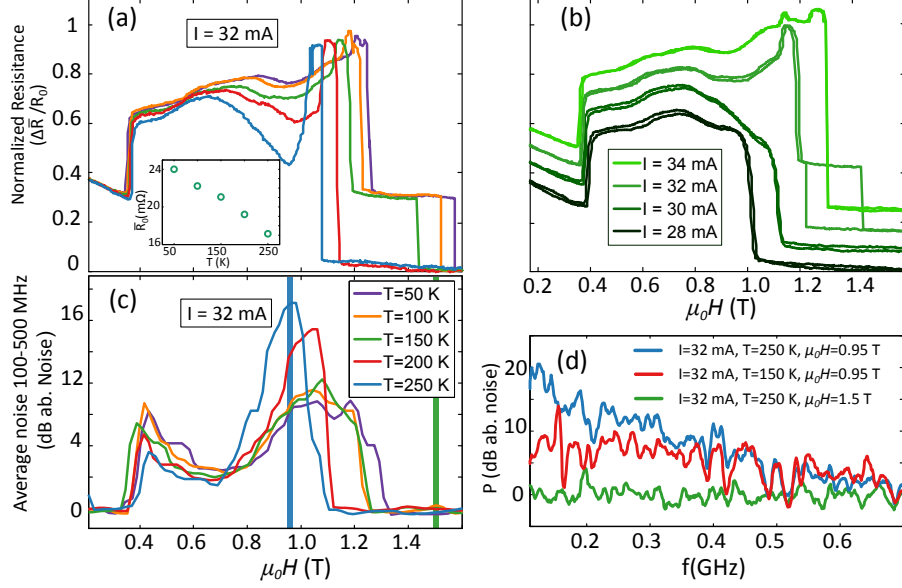 (a)
I = 32 mA
Normalized Resisitance
(ΔR̅ /R₀)
1
0.8
0.6
0.4
0.2
0
24
20
16
R̅₀(mΩ)
50 100 150 200 250
T (K)
(b)
I = 34 mA
I = 32 mA
I = 30 mA
I = 28 mA
0.2 0.4 0.6 0.8 1.0 1.2 1.4
μ₀H (T)
(c)
I = 32 mA
T=50 K
T=100 K
T=150 K
T=200 K
T=250 K
Average noise 100-500 MHz
(dB ab. Noise)
16
12
8
4
0
0.4 0.6 0.8 1.0 1.2 1.4
μ₀H (T)
(d)
I=32 mA, T=250 K, μ₀H=0.95 T
I=32 mA, T=150 K, μ₀H=0.95 T
I=32 mA, T=250 K, μ₀H=1.5 T
P (dB ab. noise)
20
10
0
0.1 0.2 0.3 0.4 0.5 0.6
f(GHz)